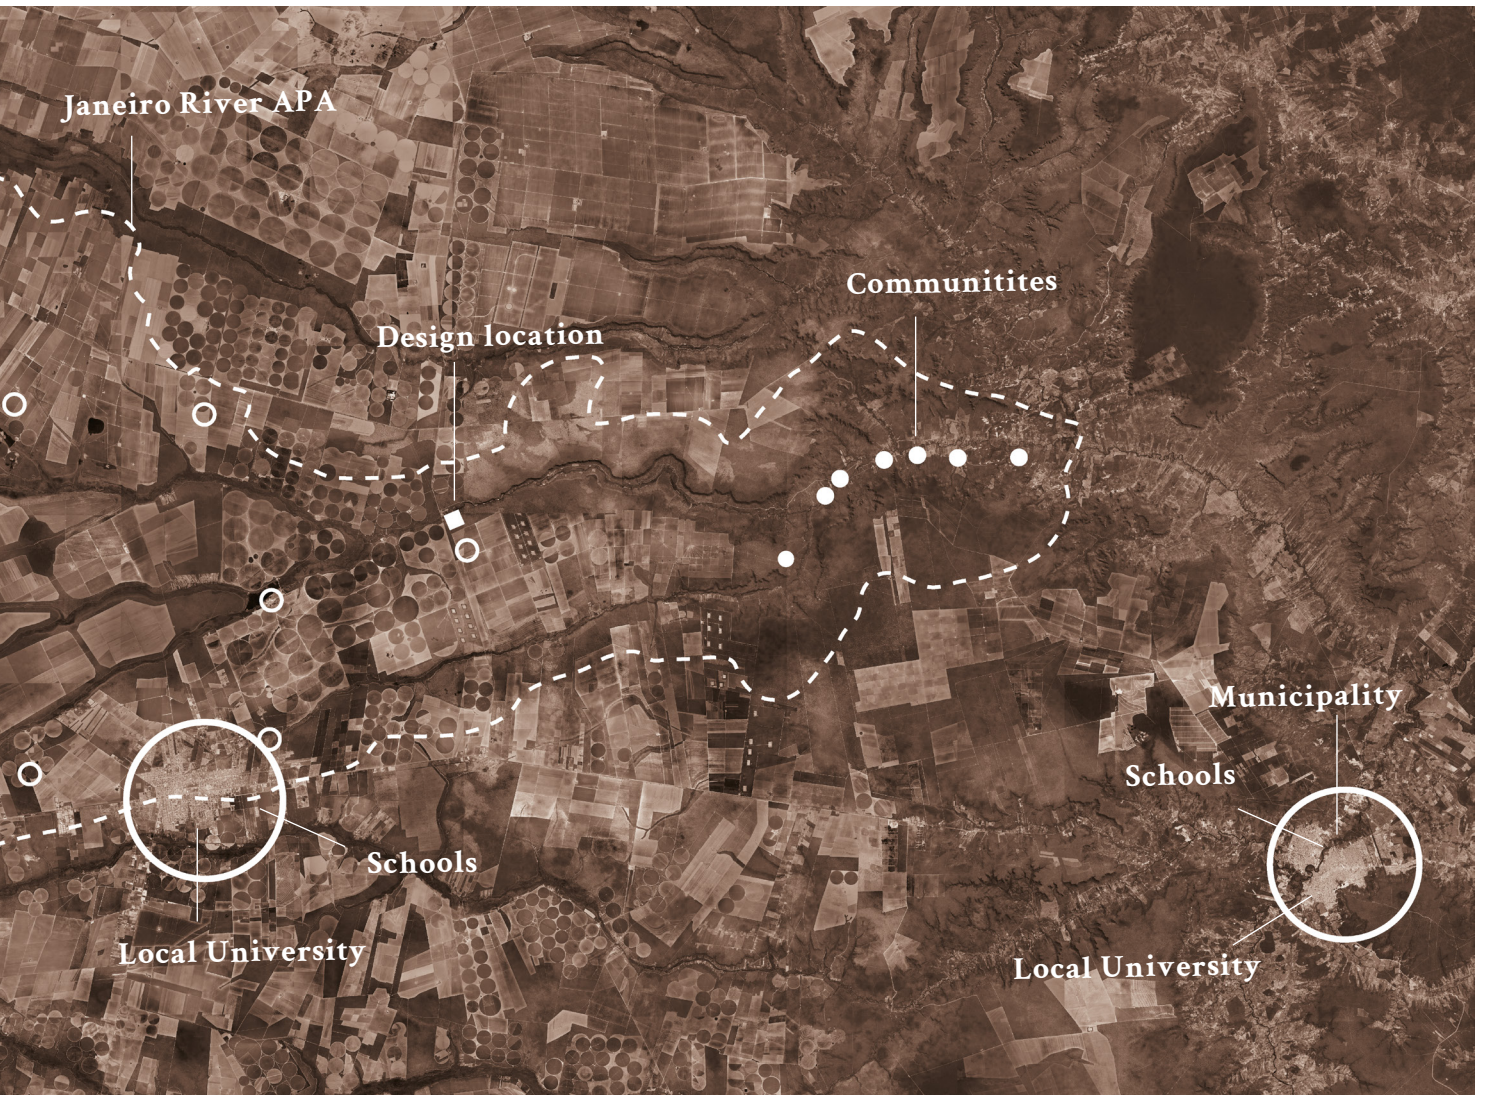 Janeiro River APA
Communitites
Design location
Municipality
Schools
Schools
Local University
Local University